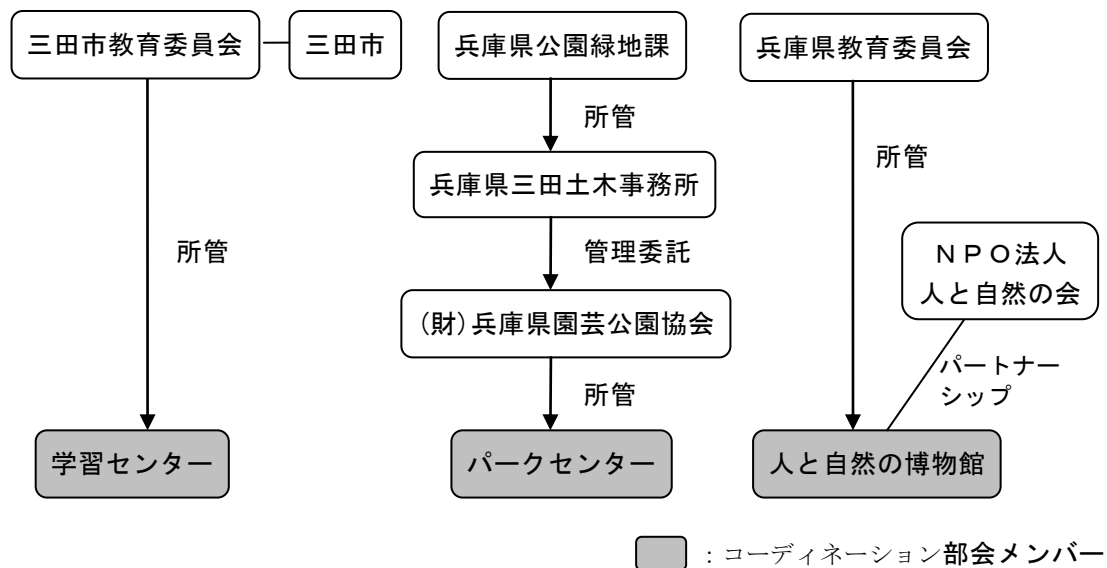 三田市教育委員会
三田市
兵庫県公園緑地課
兵庫県教育委員会
所管
所管
兵庫県三田土木事務所
所管
管理委託
NPO法人
人と自然の会
(財)兵庫県園芸公園協会
パートナー
シップ
所管
学習センター
パークセンター
人と自然の博物館
：コーディネーション部会メンバー